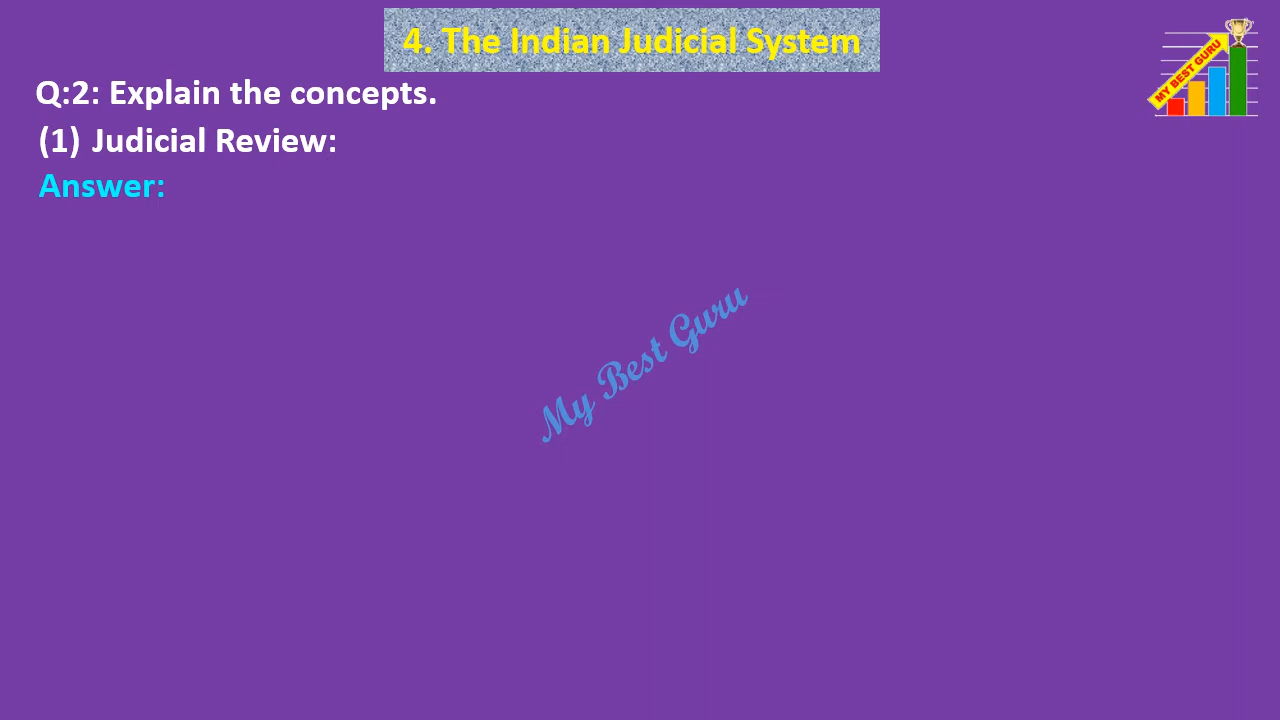 4. The Indian Judicial System
MY BEST GURU
Q:2: Explain the concepts.
(1) Judicial Review:
Answer:
My Best Guru